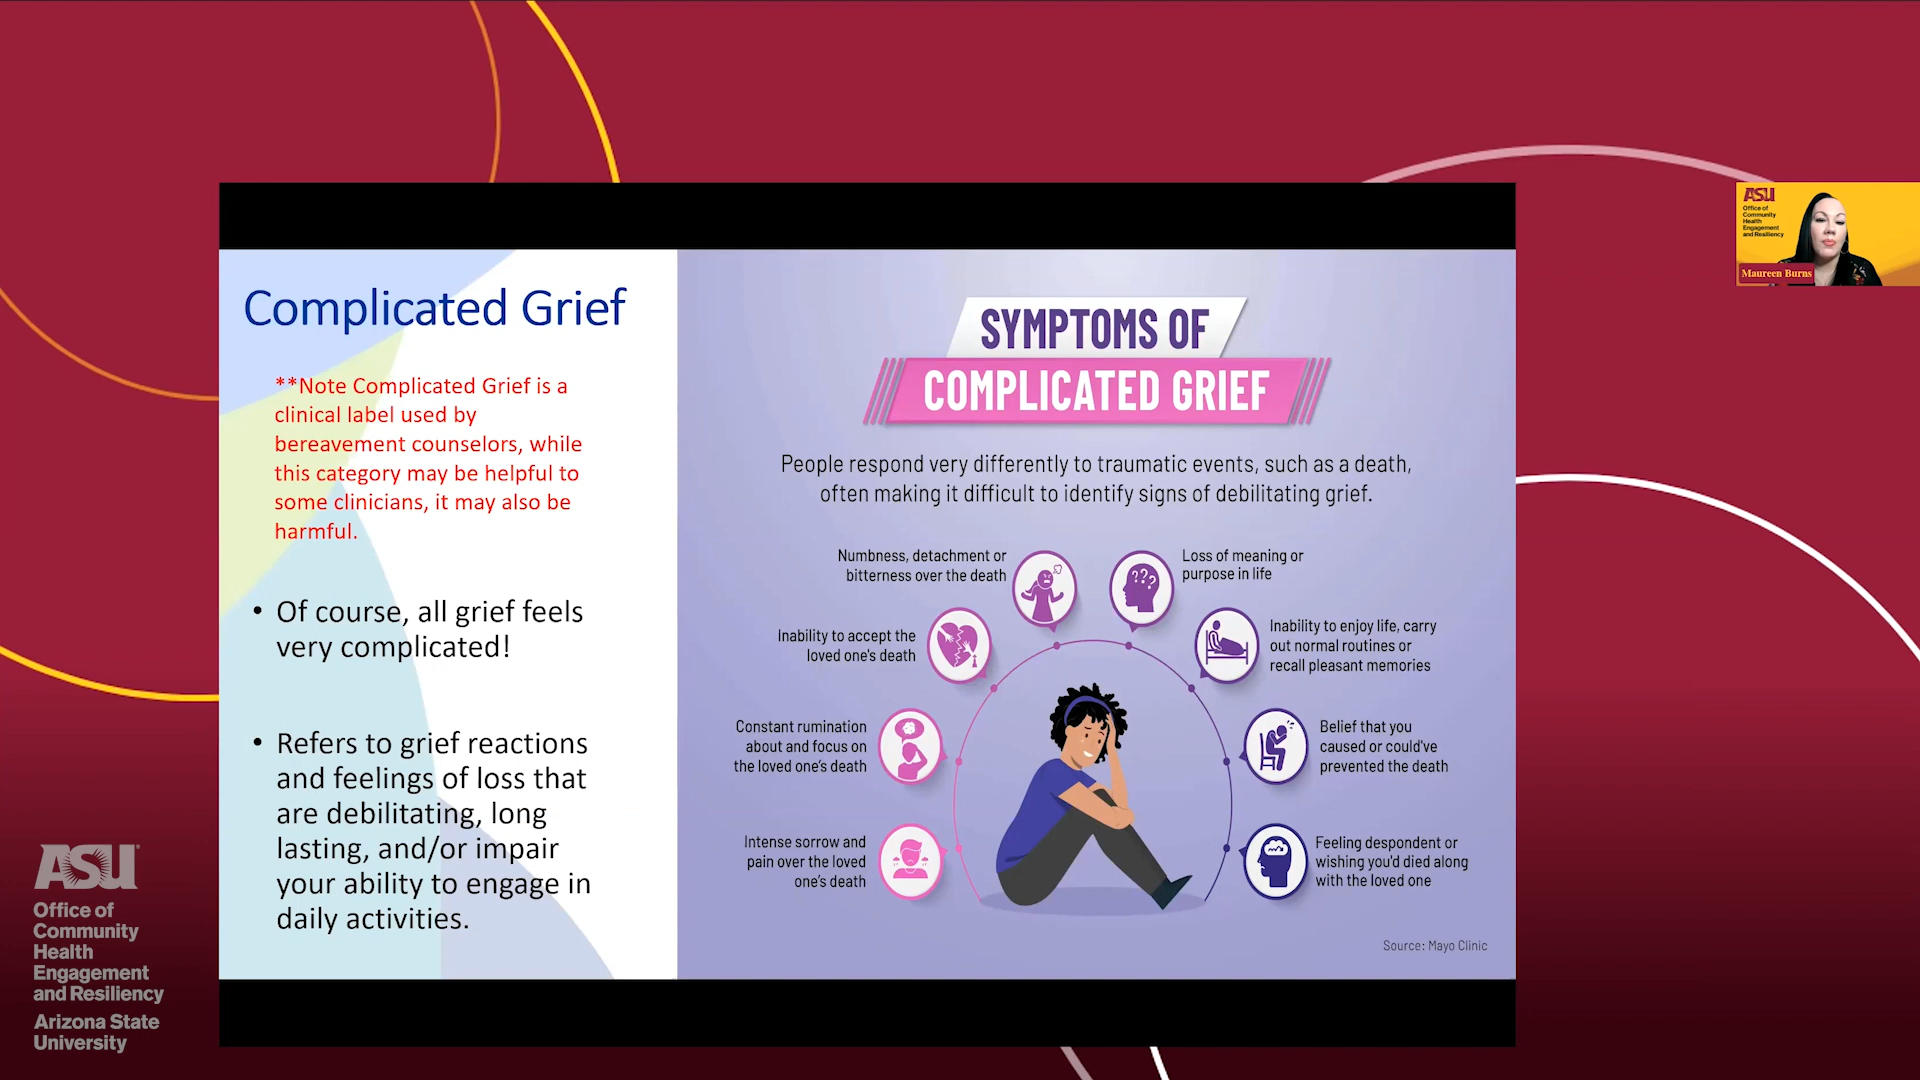 Complicated Grief
**Note Complicated Grief is a
clinical label used by
bereavement counselors, while
this category may be helpful to
some clinicians, it may also be
harmful.
• Of course, all grief feels
very complicated!
• Refers to grief reactions
and feelings of loss that
are debilitating, long
lasting, and/or impair
your ability to engage in
daily activities.
SYMPTOMS OF
COMPLICATED GRIEF
People respond very differently to traumatic events, such as a death,
often making it difficult to identify signs of debilitating grief.
Numbness, detachment or
bitterness over the death
Loss of meaning or
purpose in life
???
Inability to accept the
loved one's death
Inability to enjoy life, carry
out normal routines or
recall pleasant memories
Constant rumination
about and focus on
the loved one's death
Belief that you
caused or could've
prevented the death
Intense sorrow and
pain over the loved
one's death
Feeling despondent or
wishing you'd died along
with the loved one
Source: Mayo Clinic
ASU
Office of
Community
Health
Engagement
and Resiliency
Maureen Burns
ASU
Office of
Community
Health
Engagement
and Resiliency
Arizona State
University